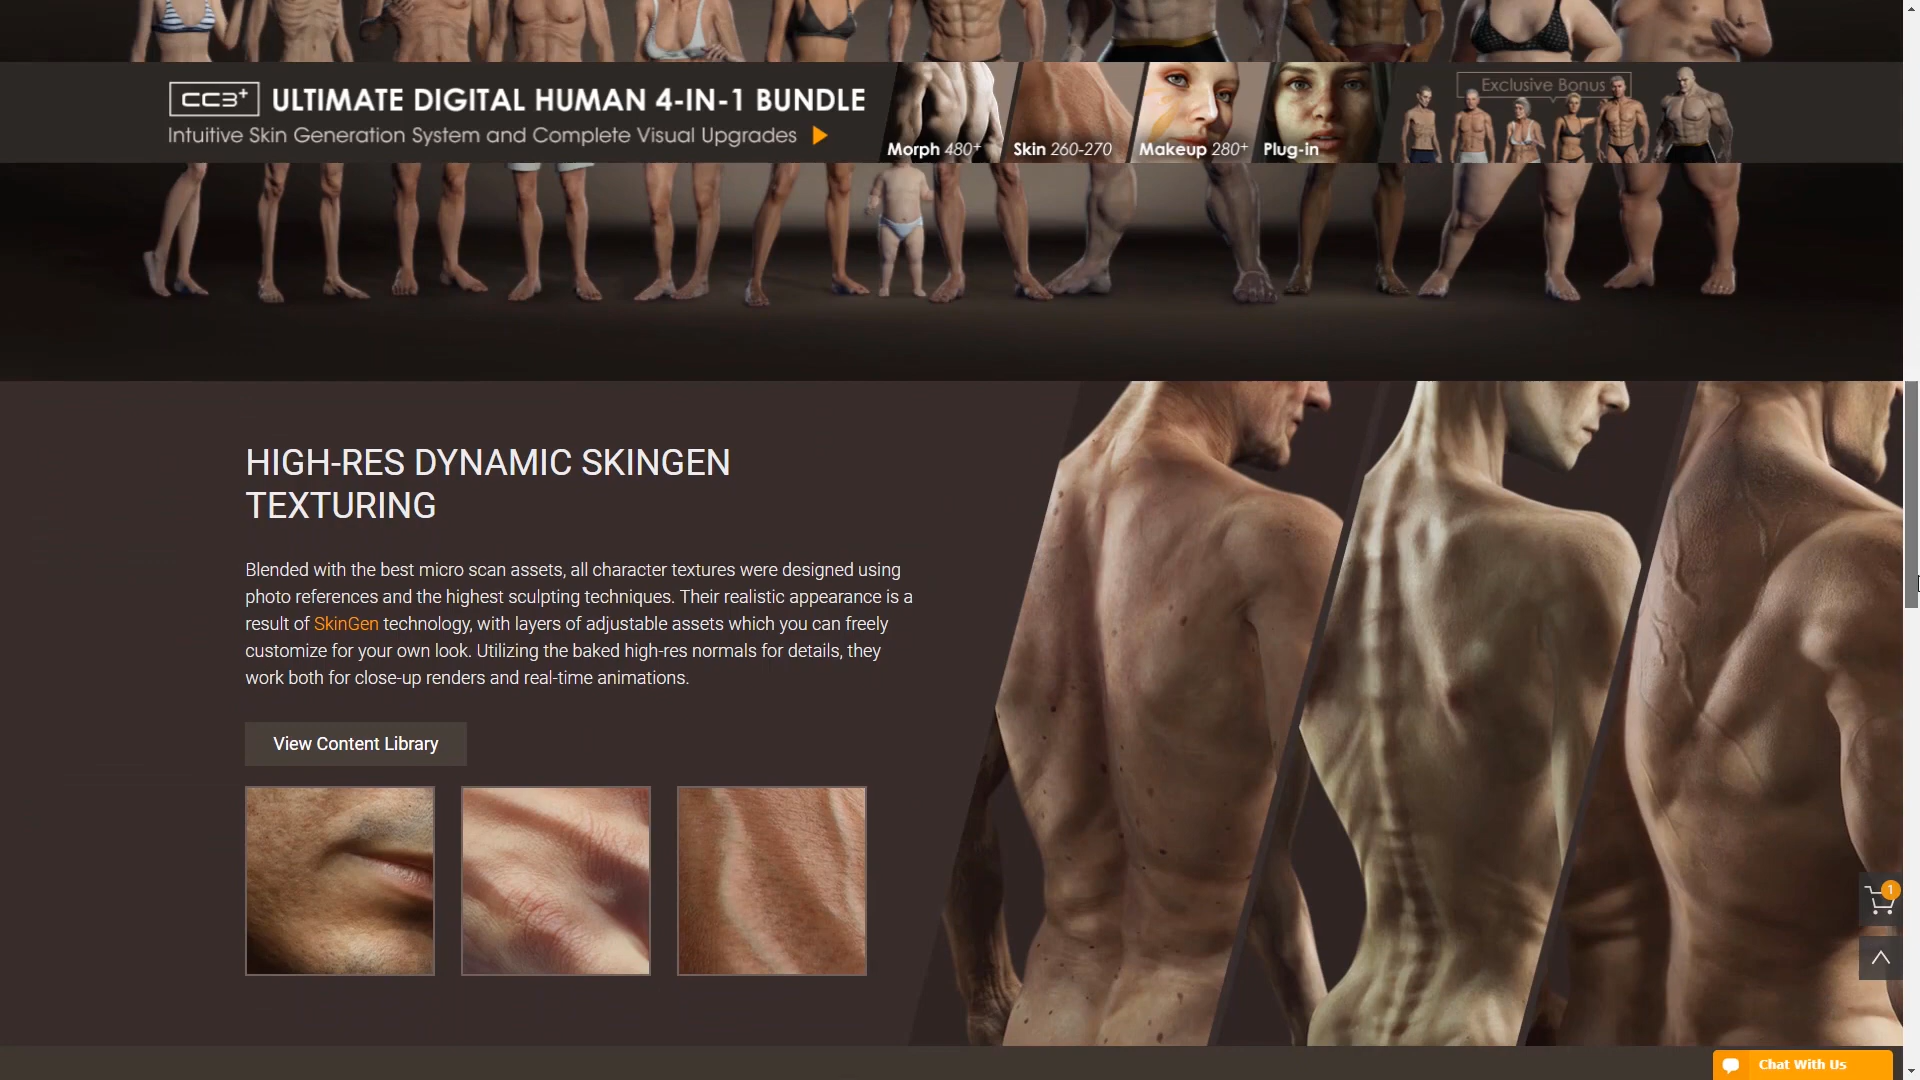 CC3+ ULTIMATE DIGITAL HUMAN 4-IN-1 BUNDLE
Intuitive Skin Generation System and Complete Visual Upgrades
Morph 480+
Skin 260-270
Makeup 280+
Plug-in
Exclusive Bonus
HIGH-RES DYNAMIC SKINGEN
TEXTURING
Blended with the best micro scan assets, all character textures were designed using
photo references and the highest sculpting techniques. Their realistic appearance is a
result of SkinGen technology, with layers of adjustable assets which you can freely
customize for your own look. Utilizing the baked high-res normals for details, they
work both for close-up renders and real-time animations.
View Content Library
1
Chat With Us